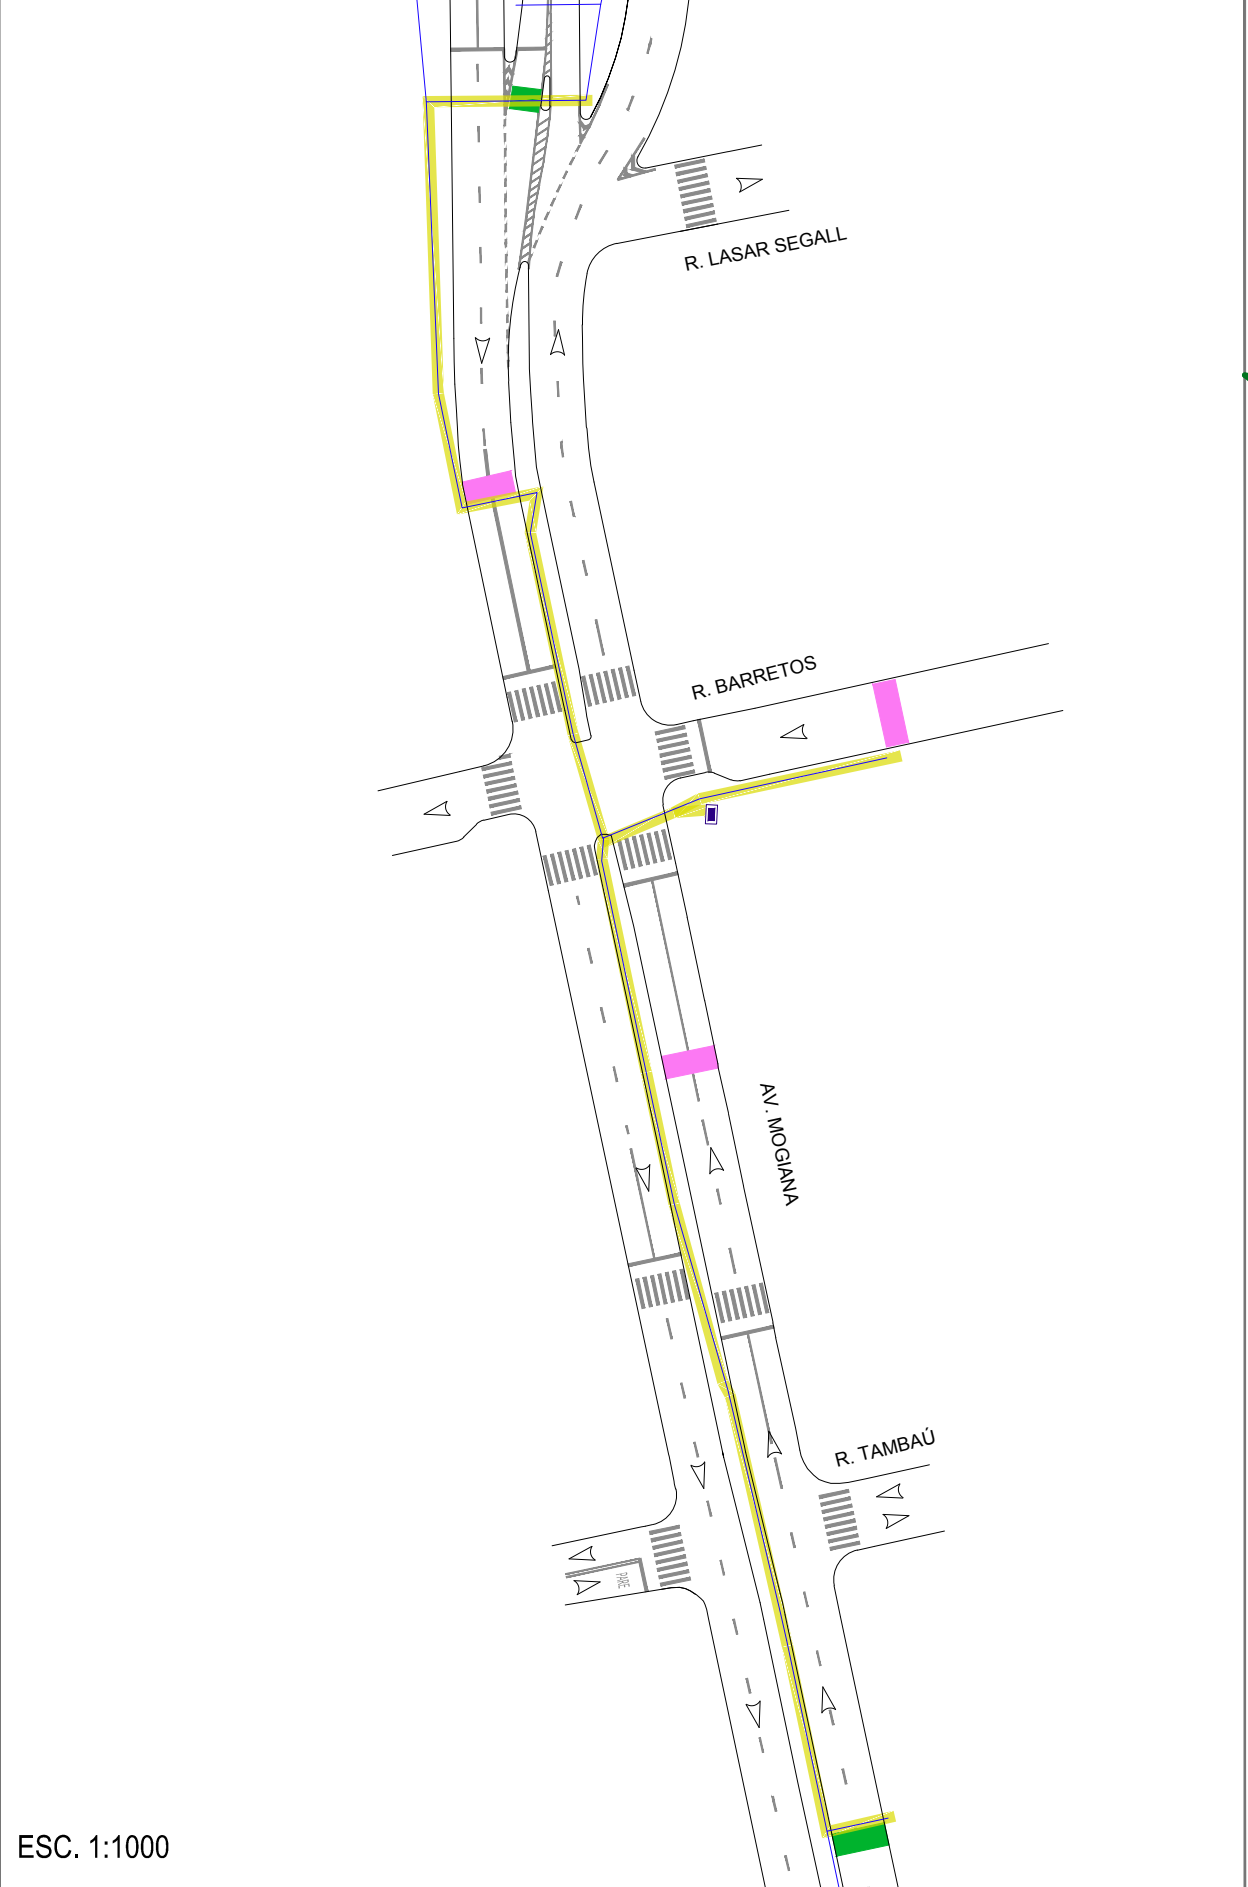 R. LASAR SEGALL
R. BARRETOS
AV. MOGIANA
R. TAMBAÚ
PARE
ESC. 1:1000